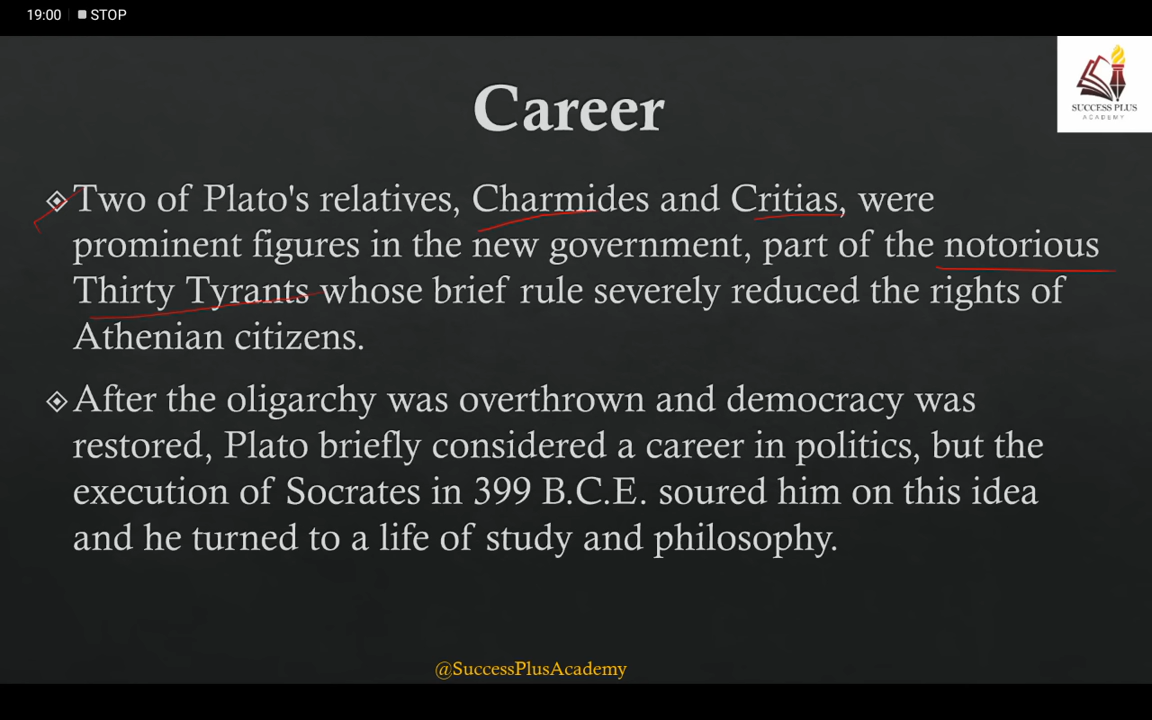 19:00 STOP
SUCCESS PLUS
ACADEMY
Career
Two of Plato's relatives, Charmides and Critias, were
prominent figures in the new government, part of the notorious
Thirty Tyrants whose brief rule severely reduced the rights of
Athenian citizens.
After the oligarchy was overthrown and democracy was
restored, Plato briefly considered a career in politics, but the
execution of Socrates in 399 B.C.E. soured him on this idea
and he turned to a life of study and philosophy.
@SuccessPlusAcademy